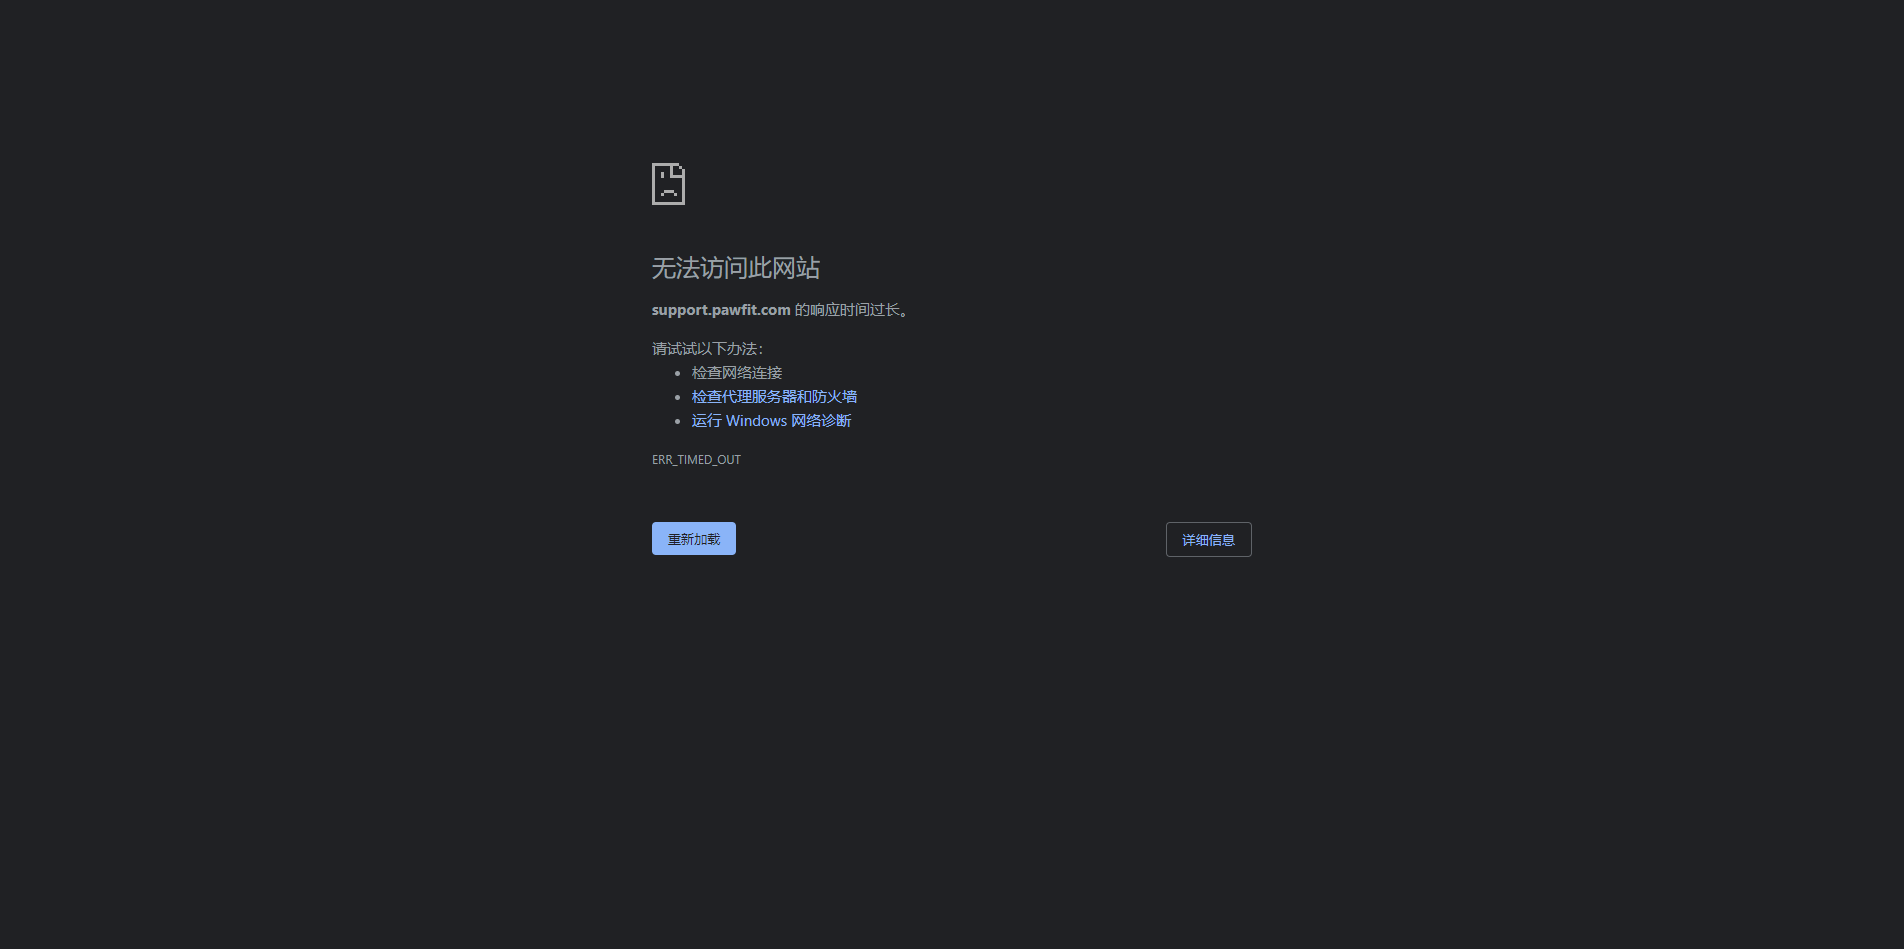 无法访问此网站
support.pawfit.com 的响应时间过长。
请试试以下办法：
检查网络连接
检查代理服务器和防火墙
运行 Windows 网络诊断
ERR_TIMED_OUT
重新加载
详细信息